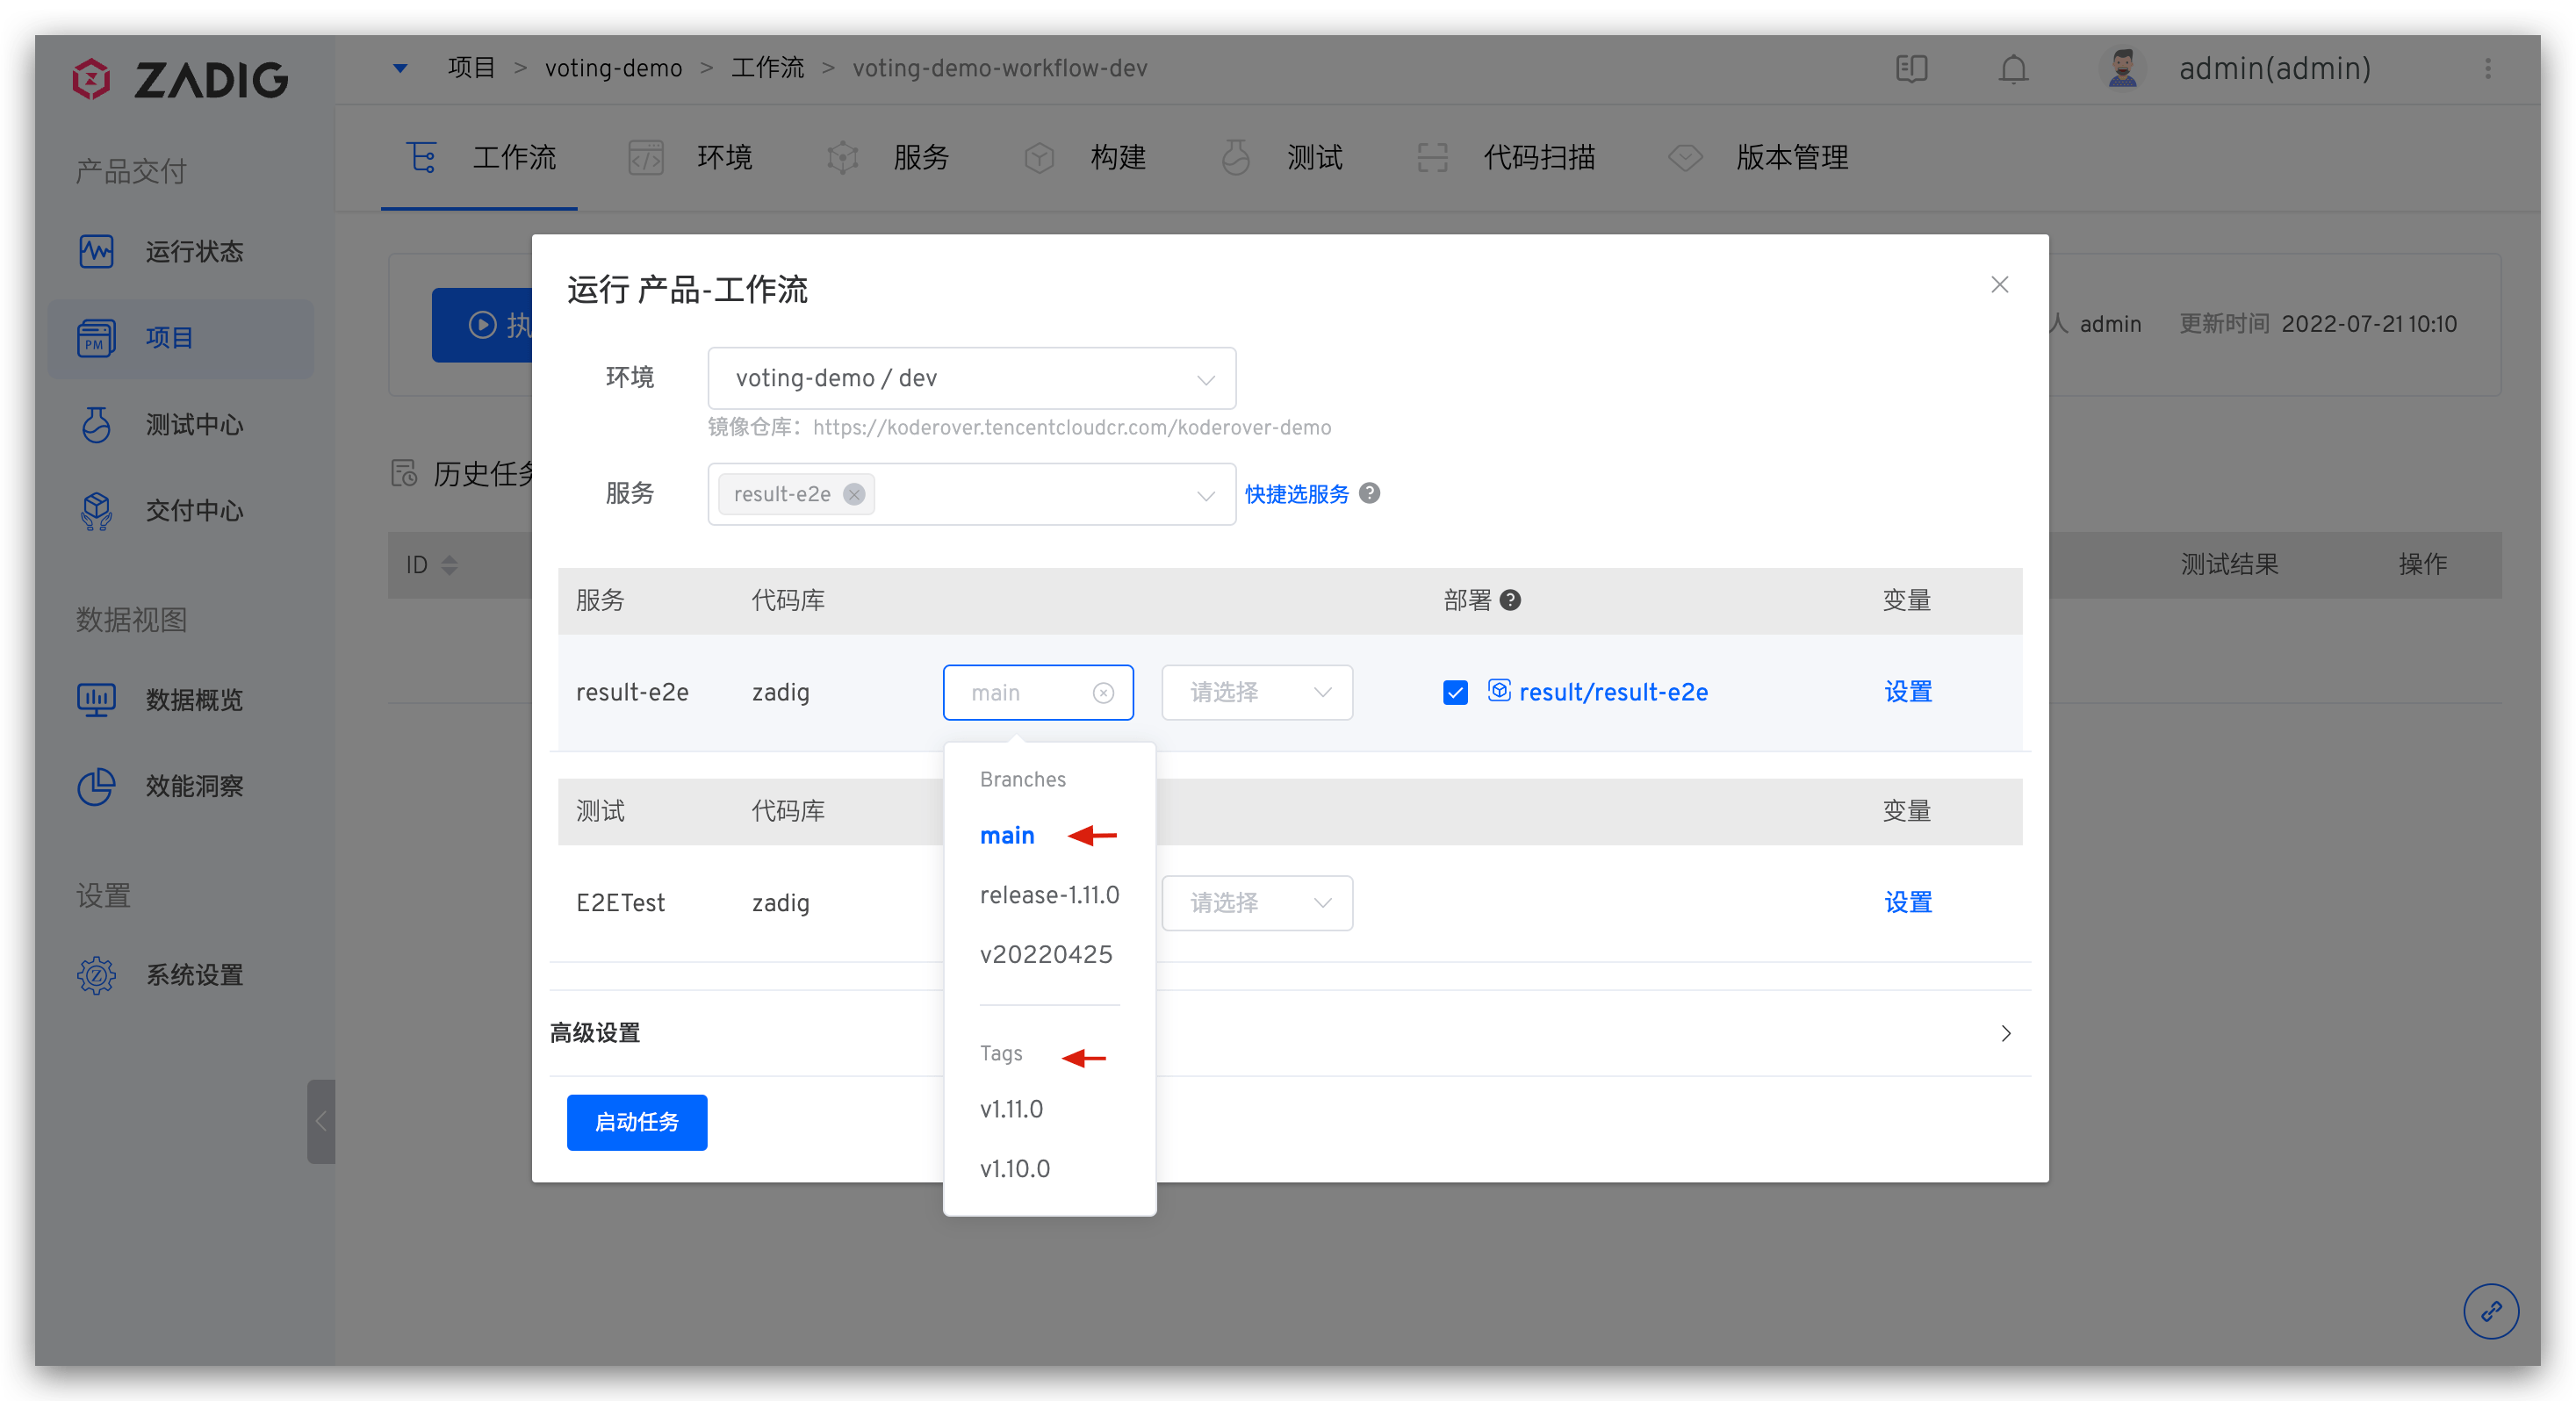 ZADIG
项目 > voting-demo > 工作流 > voting-demo-workflow-dev
admin(admin)
产品交付
工作流 环境 服务 构建 测试 代码扫描 版本管理
运行状态
项目
测试中心
交付中心
数据视图
数据概览
效能洞察
设置
系统设置
执
人 admin 更新时间 2022-07-21 10:10
历史任务
ID 测试结果 操作
运行 产品-工作流
环境 voting-demo / dev
镜像仓库：https://koderover.tencentcloudcr.com/koderover-demo
服务 result-e2e 快捷选服务
服务 代码库 部署 变量
result-e2e zadig main 请选择 result/result-e2e 设置
Branches
main
release-1.11.0
v20220425
Tags
v1.11.0
v1.10.0
测试 代码库 变量
E2ETest zadig 请选择 设置
高级设置
启动任务